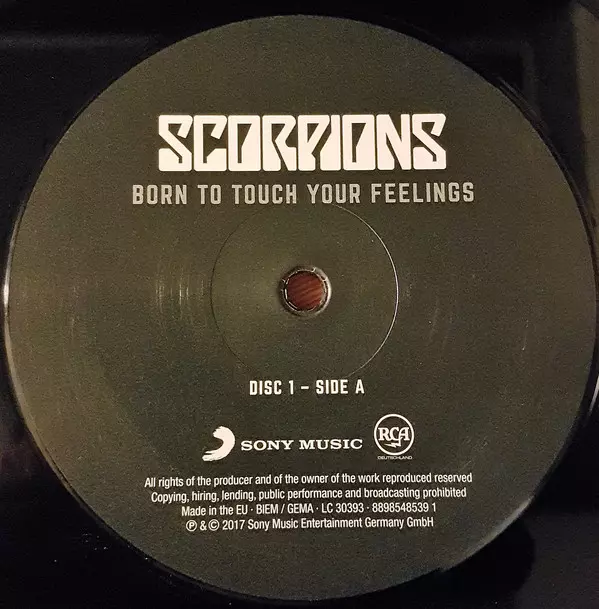 SCORPIONS
BORN TO TOUCH YOUR FEELINGS
DISC 1 – SIDE A
SONY MUSIC
RCA
DEUTSCHLAND
All rights of the producer and of the owner of the work reproduced reserved
Copying, hiring, lending, public performance and broadcasting prohibited
Made in the EU · BIEM / GEMA · LC 30393 · 8898548539 1
℗ & © 2017 Sony Music Entertainment Germany GmbH